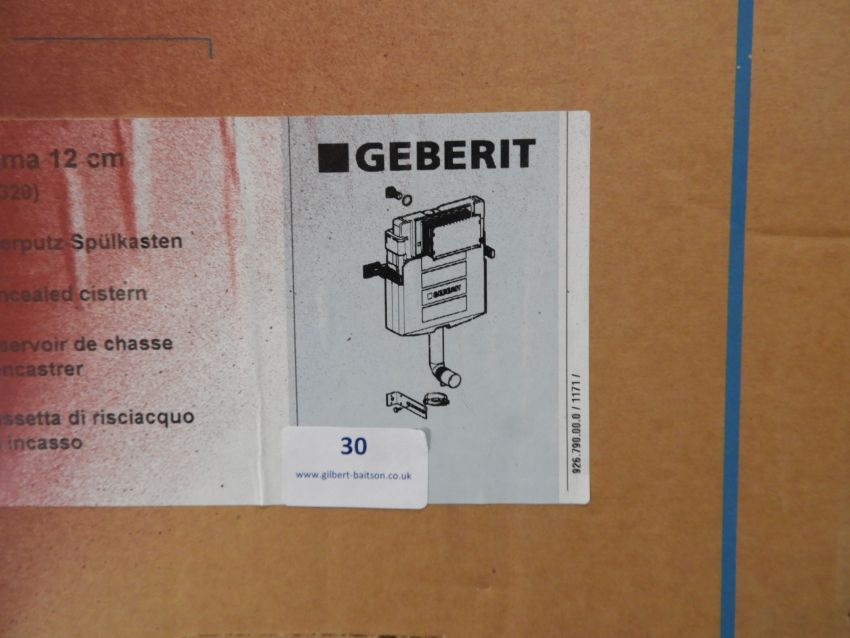 ma 12 cm
320)
erputz-Spülkasten
ncealed cistern
servoir de chasse
encastrer
ssetta di risciacquo
incasso
GEBERIT
GEBERIT
926.790.00.0 / 1171 /
30
www.gilbert-baitson.co.uk